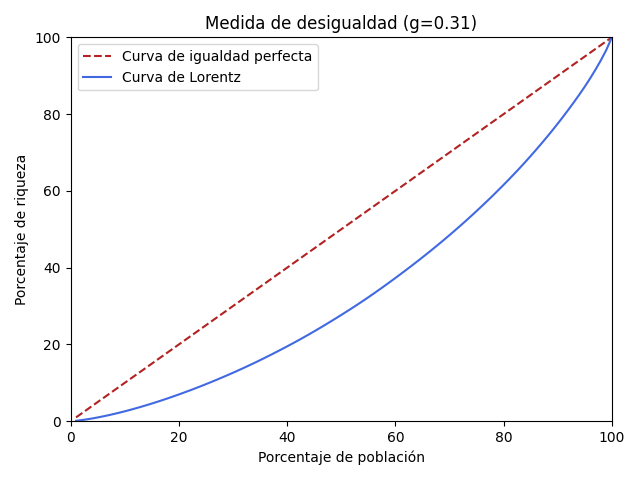 Medida de desigualdad (g=0.31)
Curva de igualdad perfecta
Curva de Lorentz
Porcentaje de riqueza
100
80
60
40
20
0
0 20 40 60 80 100
Porcentaje de población